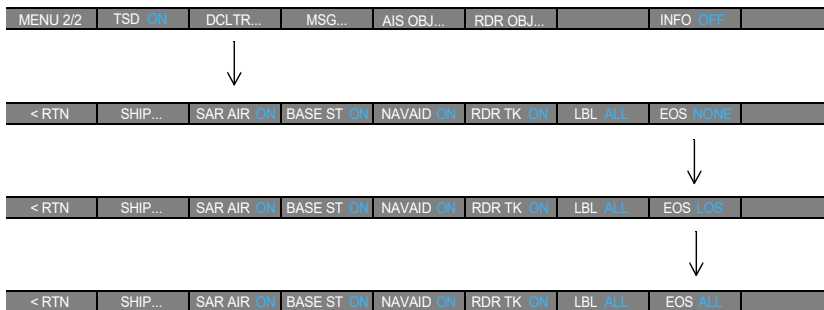 MENU 2/2 TSD ON DCLTR... MSG... AIS OBJ... RDR OBJ... INFO OFF
< RTN SHIP... SAR AIR ON BASE ST ON NAVAID ON RDR TK ON LBL ALL EOS NONE
< RTN SHIP... SAR AIR ON BASE ST ON NAVAID ON RDR TK ON LBL ALL EOS LOS
< RTN SHIP... SAR AIR ON BASE ST ON NAVAID ON RDR TK ON LBL ALL EOS ALL